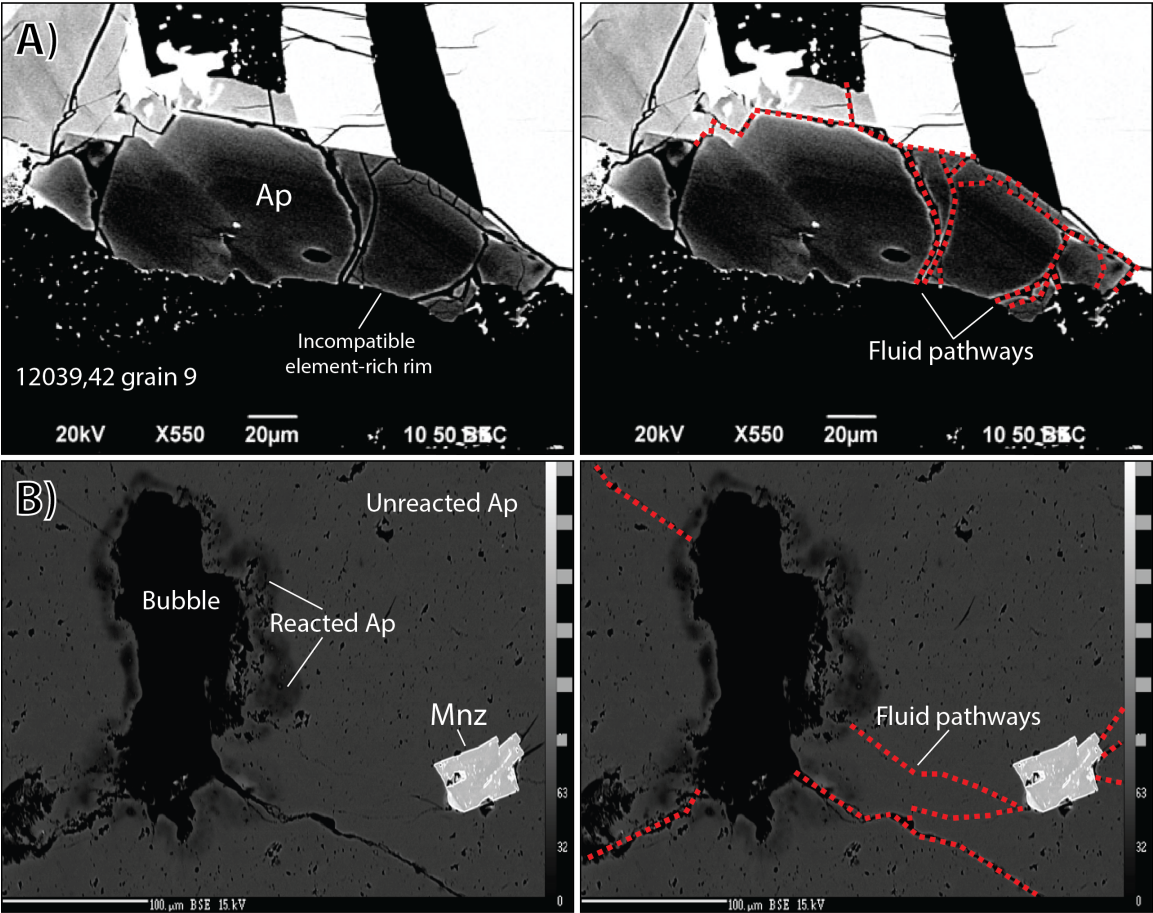 A)
Ap
Incompatible
element-rich rim
12039,42 grain 9
20kV X550 20µm
Fluid pathways
20kV X550 20µm
B)
Unreacted Ap
Bubble
Reacted Ap
Mnz
63
32
0
100.µm BSE 15.kV
Fluid pathways
63
32
0
100.µm BSE 15.kV